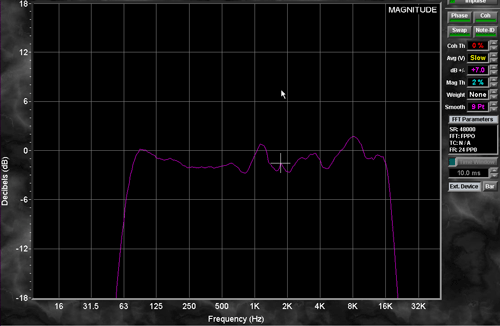 MAGNITUDE
Impulse
Phase Coh
Swap Note-ID
Coh Th 0 %
Avg (V) Slow
dB +/- +7.0
Mag Th 2 %
Weight None
Smooth
FFT Parameters
SR: 48000
FFT: FPPO
TC: N / A
FR: 24 PPO
10.0 ms
Ext. Device Bar
Decibels (dB)
12
6
0
-6
-12
-18
16 31.5 63 125 250 500 1K 2K 4K 8K 16K 32K
Frequency (Hz)